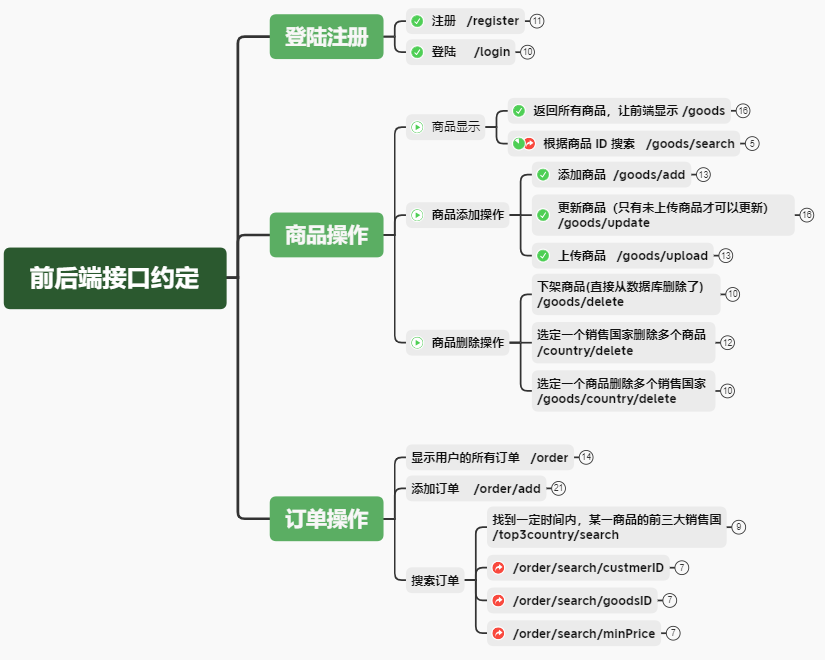 前后端接口约定
登陆注册
注册 /register
11
登陆 /login
10
商品操作
商品显示
返回所有商品，让前端显示 /goods
16
根据商品 ID 搜索 /goods/search
5
商品添加操作
添加商品 /goods/add
13
更新商品（只有未上传商品才可以更新)
/goods/update
16
上传商品 /goods/upload
13
商品删除操作
下架商品(直接从数据库删除了)
/goods/delete
10
选定一个销售国家删除多个商品
/country/delete
12
选定一个商品删除多个销售国家
/goods/country/delete
10
订单操作
显示用户的所有订单 /order
14
添加订单 /order/add
21
搜索订单
找到一定时间内，某一商品的前三大销售国
/top3country/search
9
/order/search/custmerID
7
/order/search/goodsID
7
/order/search/minPrice
7